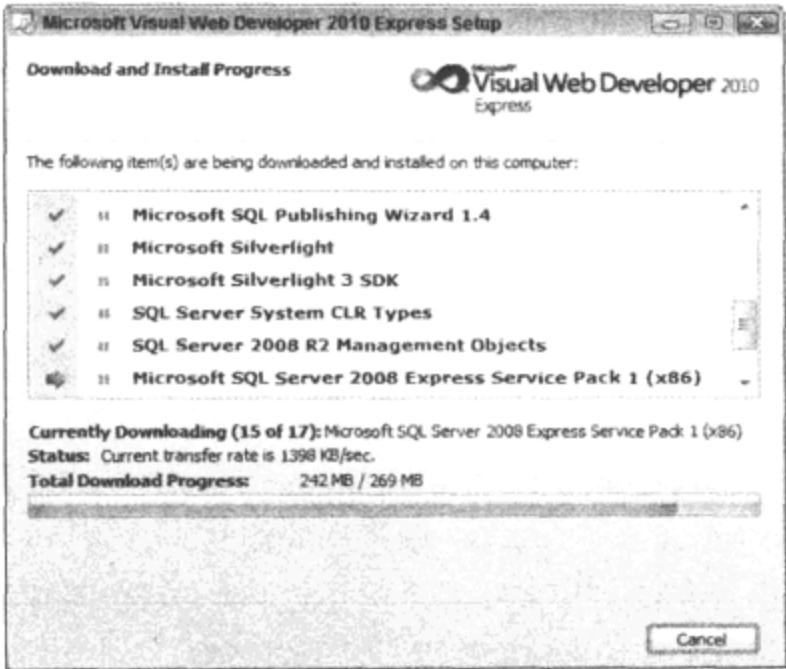 Microsoft Visual Web Developer 2010 Express Setup
Download and Install Progress
Visual Web Developer 2010
Express
The following item(s) are being downloaded and installed on this computer:
Microsoft SQL Publishing Wizard 1.4
Microsoft Silverlight
Microsoft Silverlight 3 SDK
SQL Server System CLR Types
SQL Server 2008 R2 Management Objects
Microsoft SQL Server 2008 Express Service Pack 1 (x86)
Currently Downloading (15 of 17): Microsoft SQL Server 2008 Express Service Pack 1 (x86)
Status: Current transfer rate is 1398 KB/sec.
Total Download Progress: 242 MB / 269 MB
Cancel